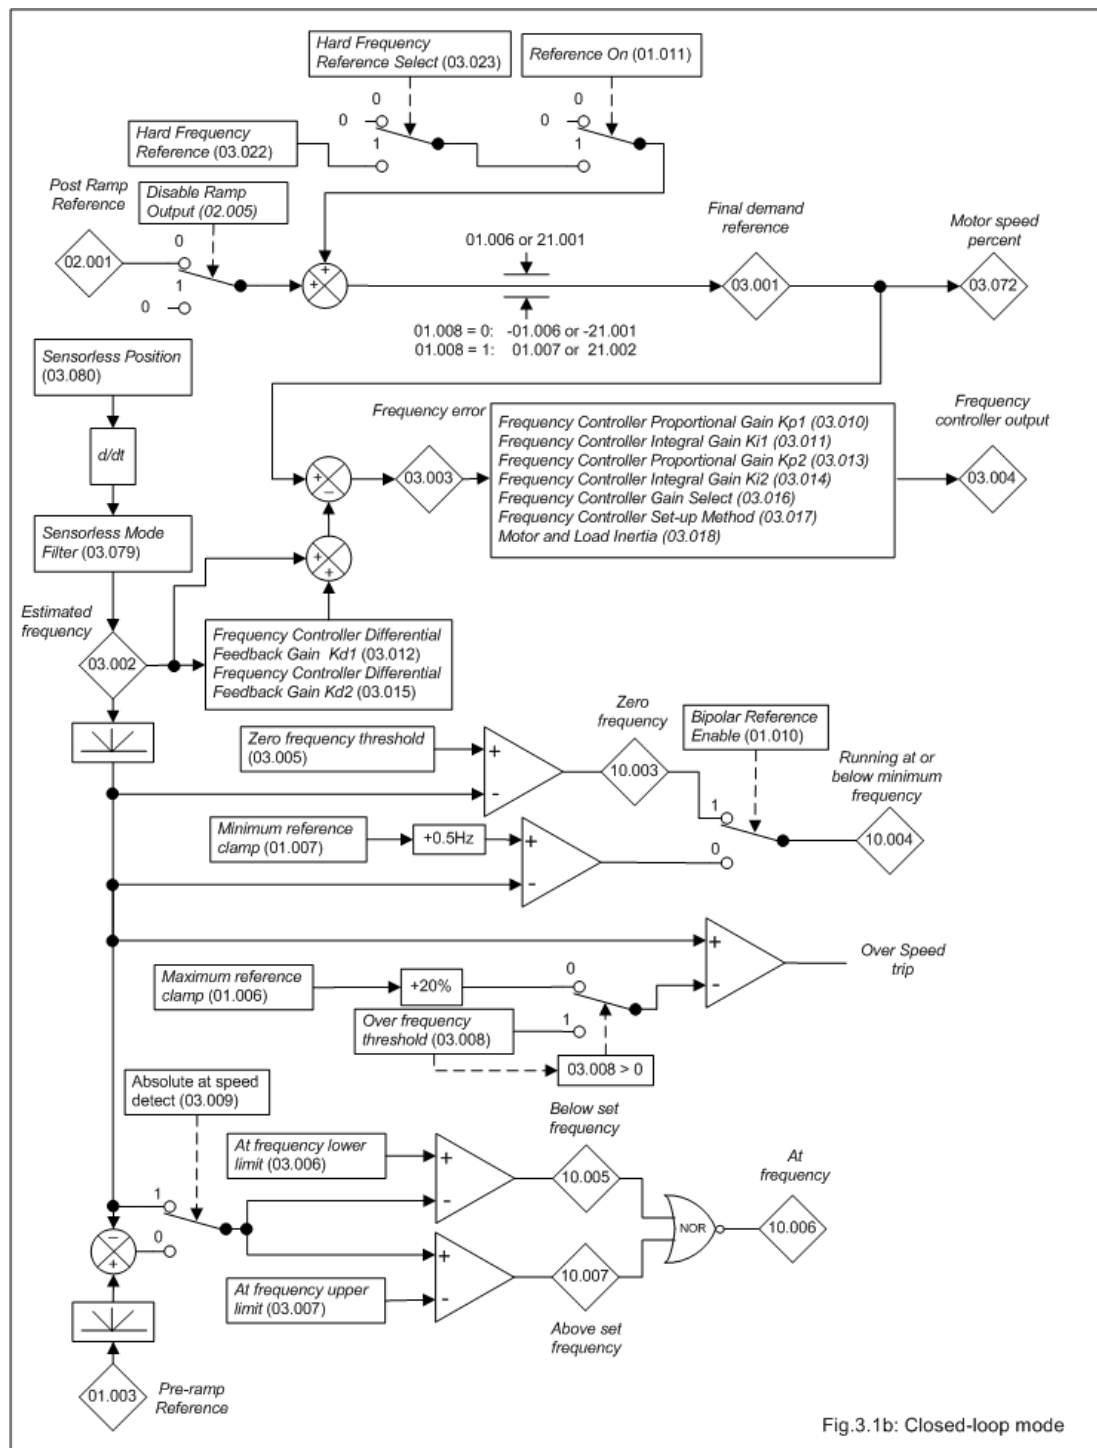 Hard Frequency
Reference Select (03.023)
Reference On (01.011)
0
0
0
0
Hard Frequency
Reference (03.022)
1
1
Post Ramp
Reference
Disable Ramp
Output (02.005)
02.001
0
1
0
+
+
01.006 or 21.001
01.008 = 0: -01.006 or -21.001
01.008 = 1: 01.007 or 21.002
Final demand
reference
03.001
Motor speed
percent
03.072
Sensorless Position
(03.080)
d/dt
Sensorless Mode
Filter (03.079)
Estimated
frequency
03.002
Frequency error
+
−
03.003
Frequency Controller Proportional Gain Kp1 (03.010)
Frequency Controller Integral Gain Ki1 (03.011)
Frequency Controller Proportional Gain Kp2 (03.013)
Frequency Controller Integral Gain Ki2 (03.014)
Frequency Controller Gain Select (03.016)
Frequency Controller Set-up Method (03.017)
Motor and Load Inertia (03.018)
Frequency
controller output
03.004
+
+
Frequency Controller Differential
Feedback Gain Kd1 (03.012)
Frequency Controller Differential
Feedback Gain Kd2 (03.015)
Zero frequency threshold
(03.005)
+
-
Zero
frequency
10.003
Bipolar Reference
Enable (01.010)
Running at or
below minimum
frequency
1
0
10.004
Minimum reference
clamp (01.007)
+0.5Hz
+
-
Maximum reference
clamp (01.006)
+20%
0
1
Over frequency
threshold (03.008)
03.008 > 0
+
-
Over Speed
trip
Absolute at speed
detect (03.009)
1
0
−
+
At frequency lower
limit (03.006)
+
-
Below set
frequency
10.005
At frequency upper
limit (03.007)
+
-
10.007
Above set
frequency
NOR
At
frequency
10.006
01.003
Pre-ramp
Reference
Fig.3.1b: Closed-loop mode